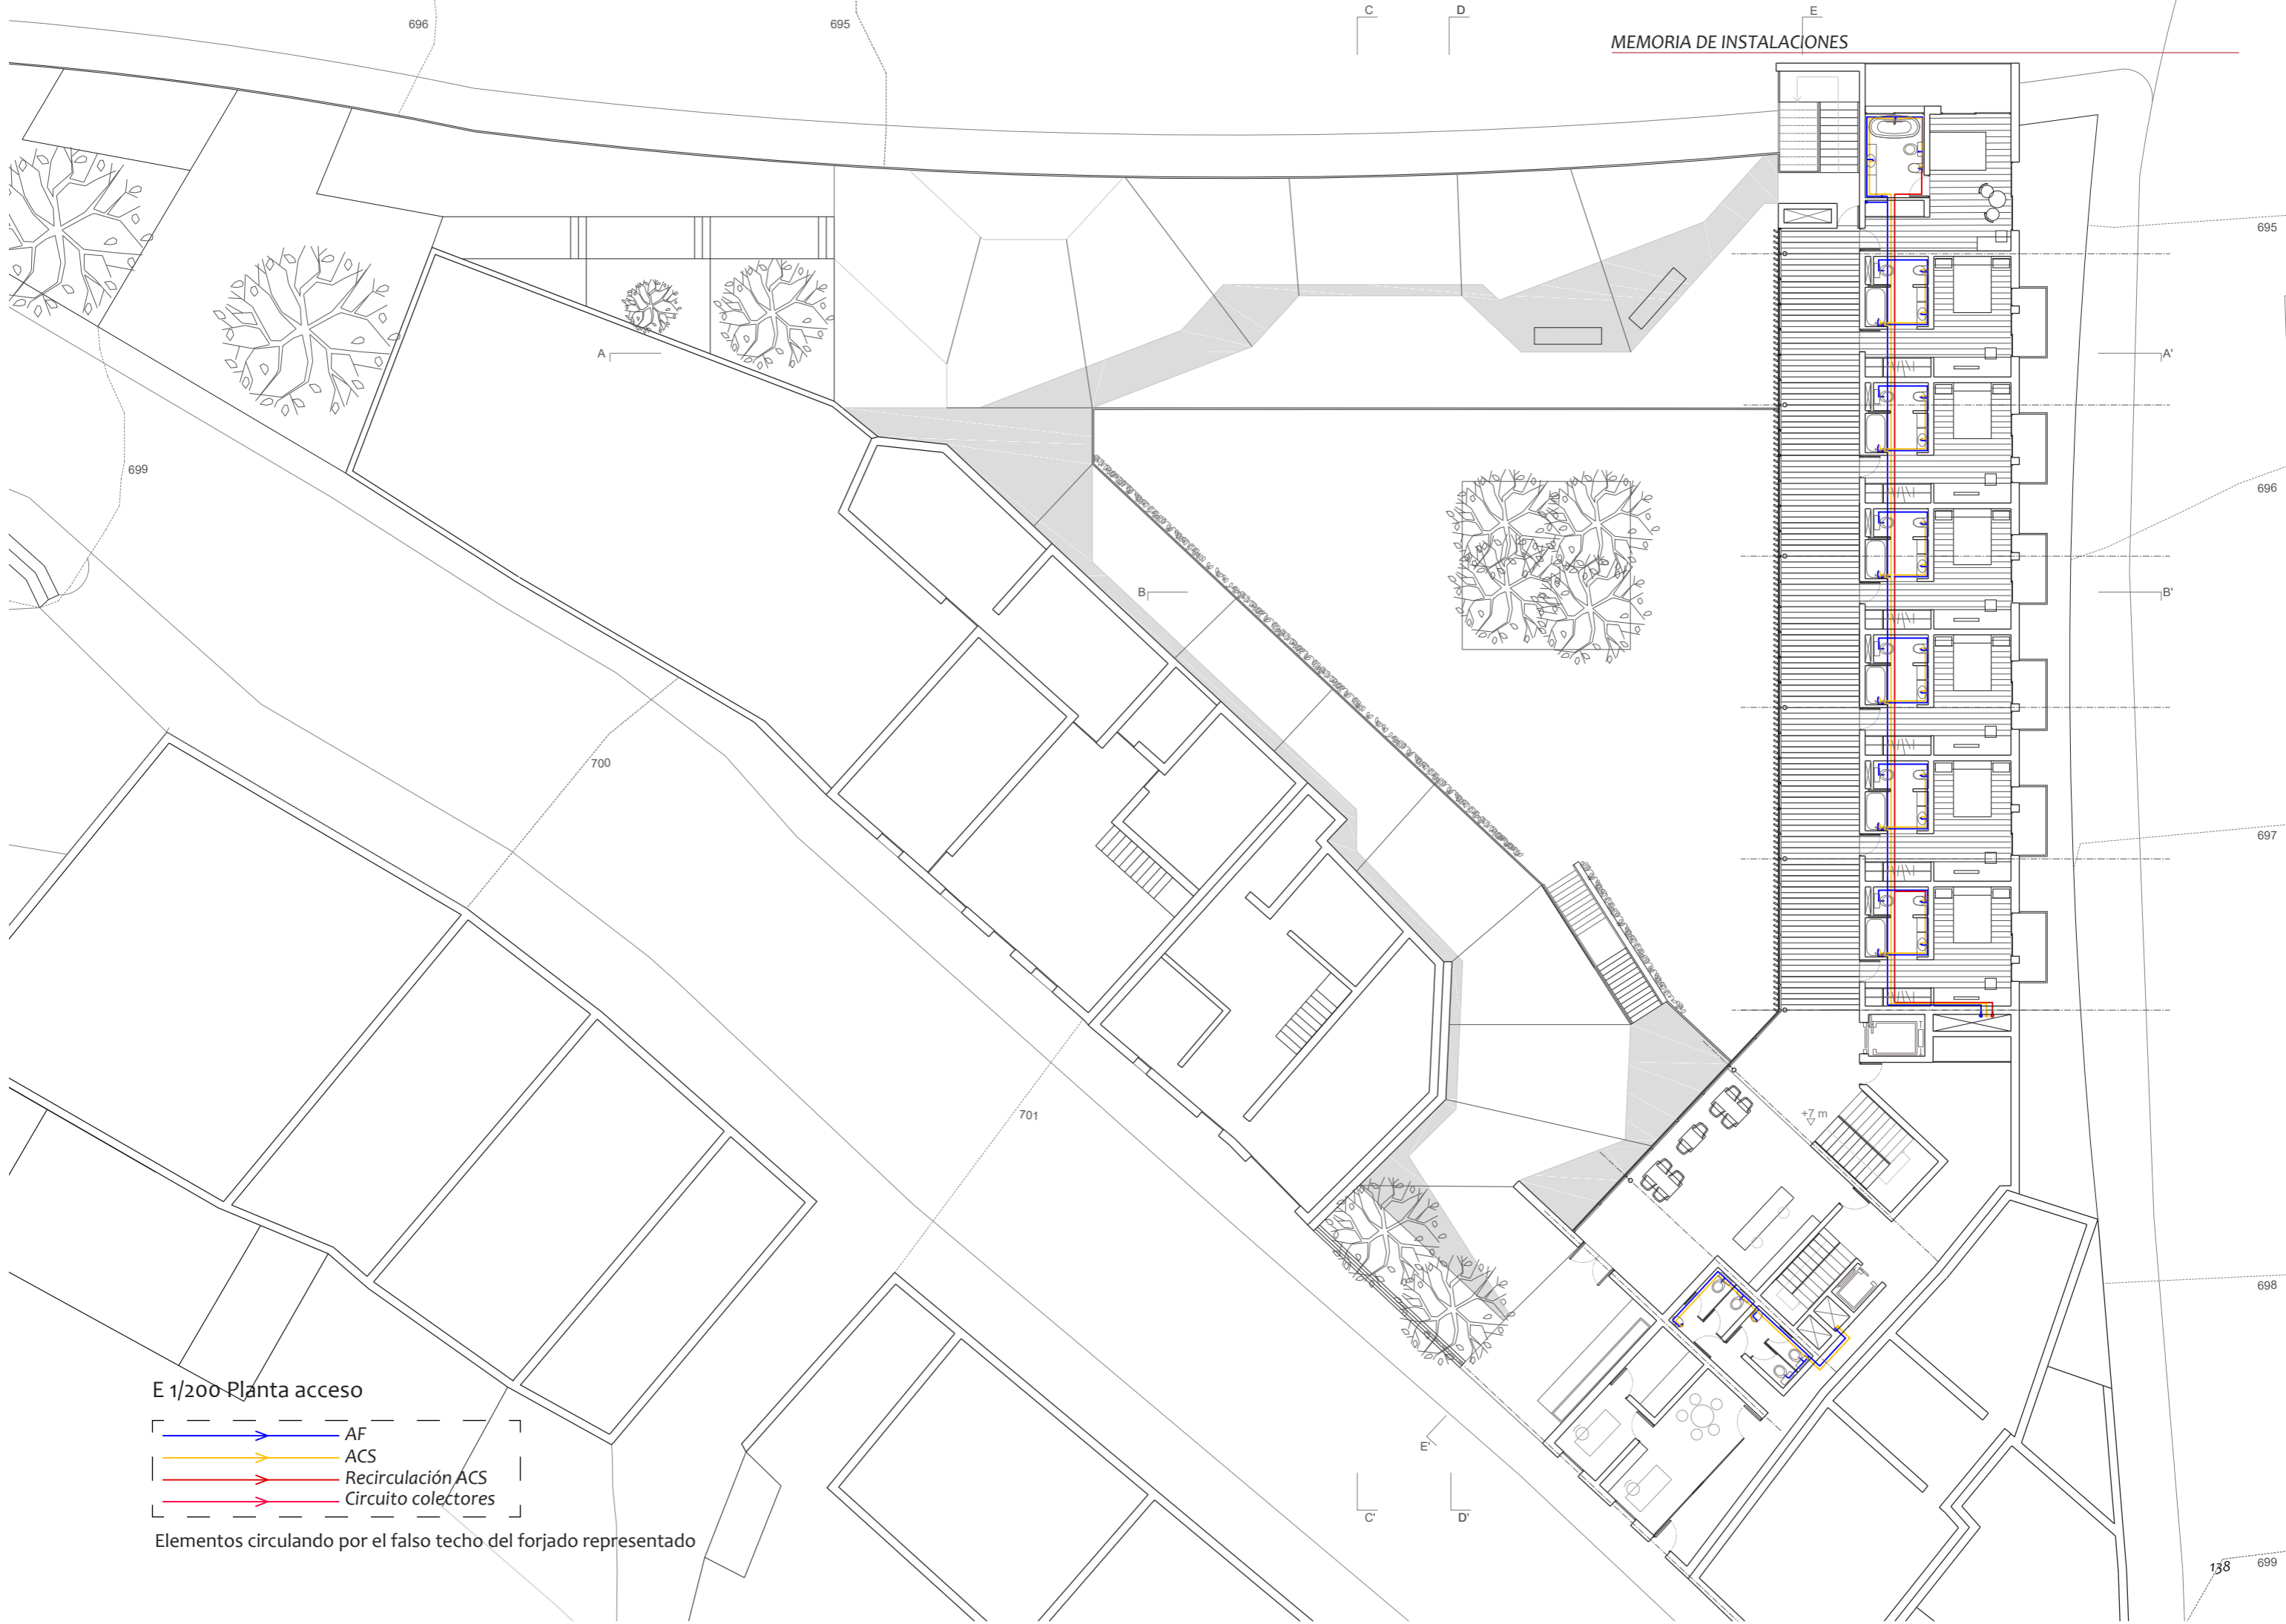 C
D
E
696
695
MEMORIA DE INSTALACIONES
695
A
A'
699
696
B
B'
700
697
701
+7 m
698
E 1/200 Planta acceso
AF
ACS
Recirculación ACS
Circuito colectores
E'
C'
D'
Elementos circulando por el falso techo del forjado representado
138
699